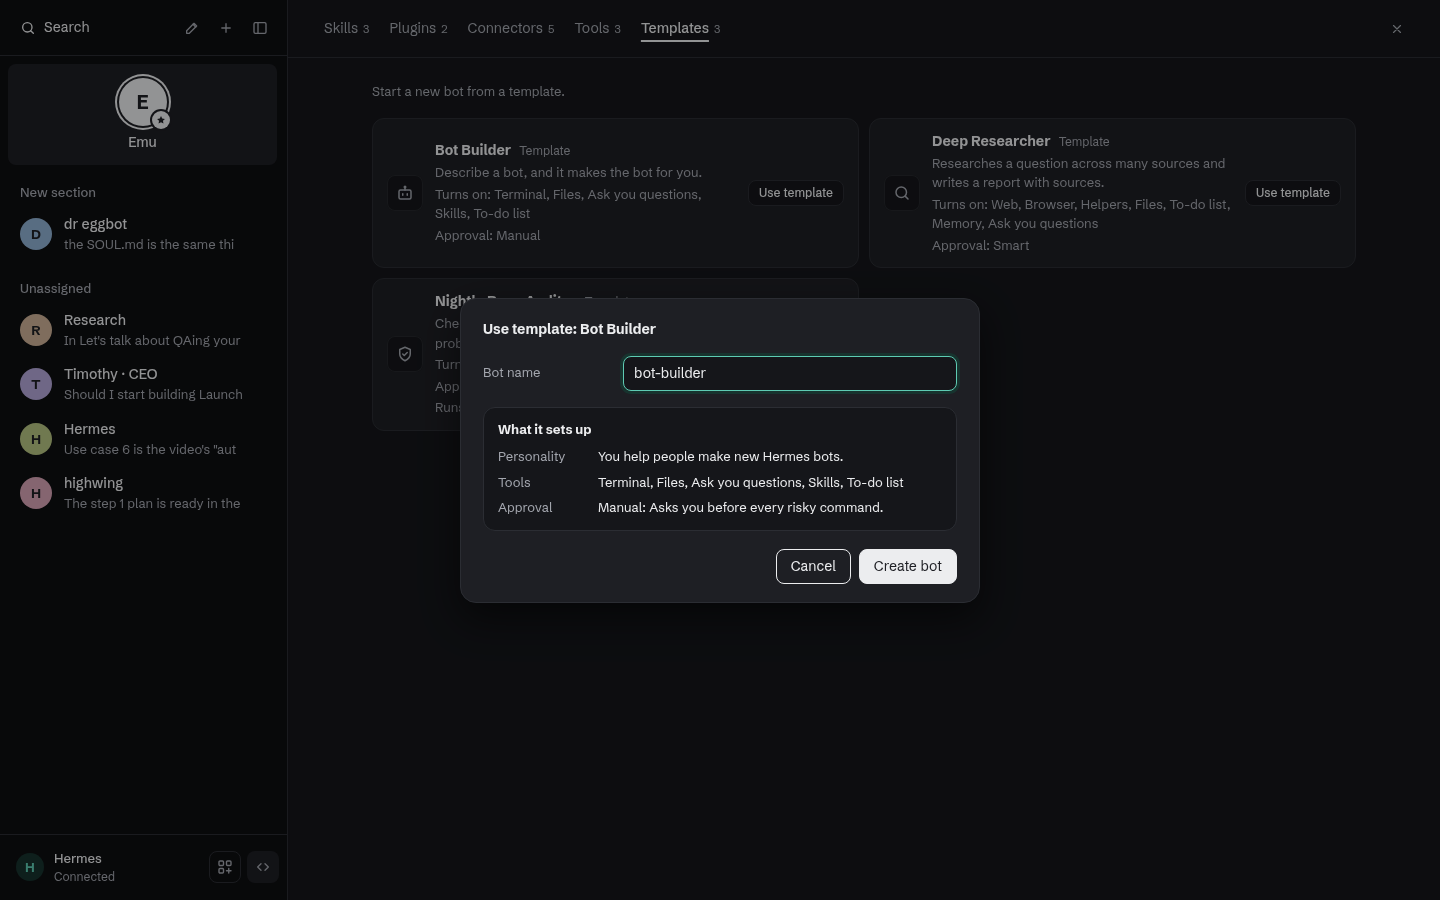 Search
Skills 3
Plugins 2
Connectors 5
Tools 3
Templates 3
E
Emu
New section
D
dr eggbot
the SOUL.md is the same thi
Unassigned
R
Research
In Let's talk about QAing your
T
Timothy · CEO
Should I start building Launch
H
Hermes
Use case 6 is the video's "aut
H
highwing
The step 1 plan is ready in the
H
Hermes
Connected
Start a new bot from a template.
Bot Builder Template
Describe a bot, and it makes the bot for you.
Turns on: Terminal, Files, Ask you questions,
Skills, To-do list
Approval: Manual
Use template
Deep Researcher Template
Researches a question across many sources and
writes a report with sources.
Turns on: Web, Browser, Helpers, Files, To-do list,
Memory, Ask you questions
Approval: Smart
Use template
Use template: Bot Builder
Bot name
bot-builder
What it sets up
Personality You help people make new Hermes bots.
Tools Terminal, Files, Ask you questions, Skills, To-do list
Approval Manual: Asks you before every risky command.
Cancel
Create bot